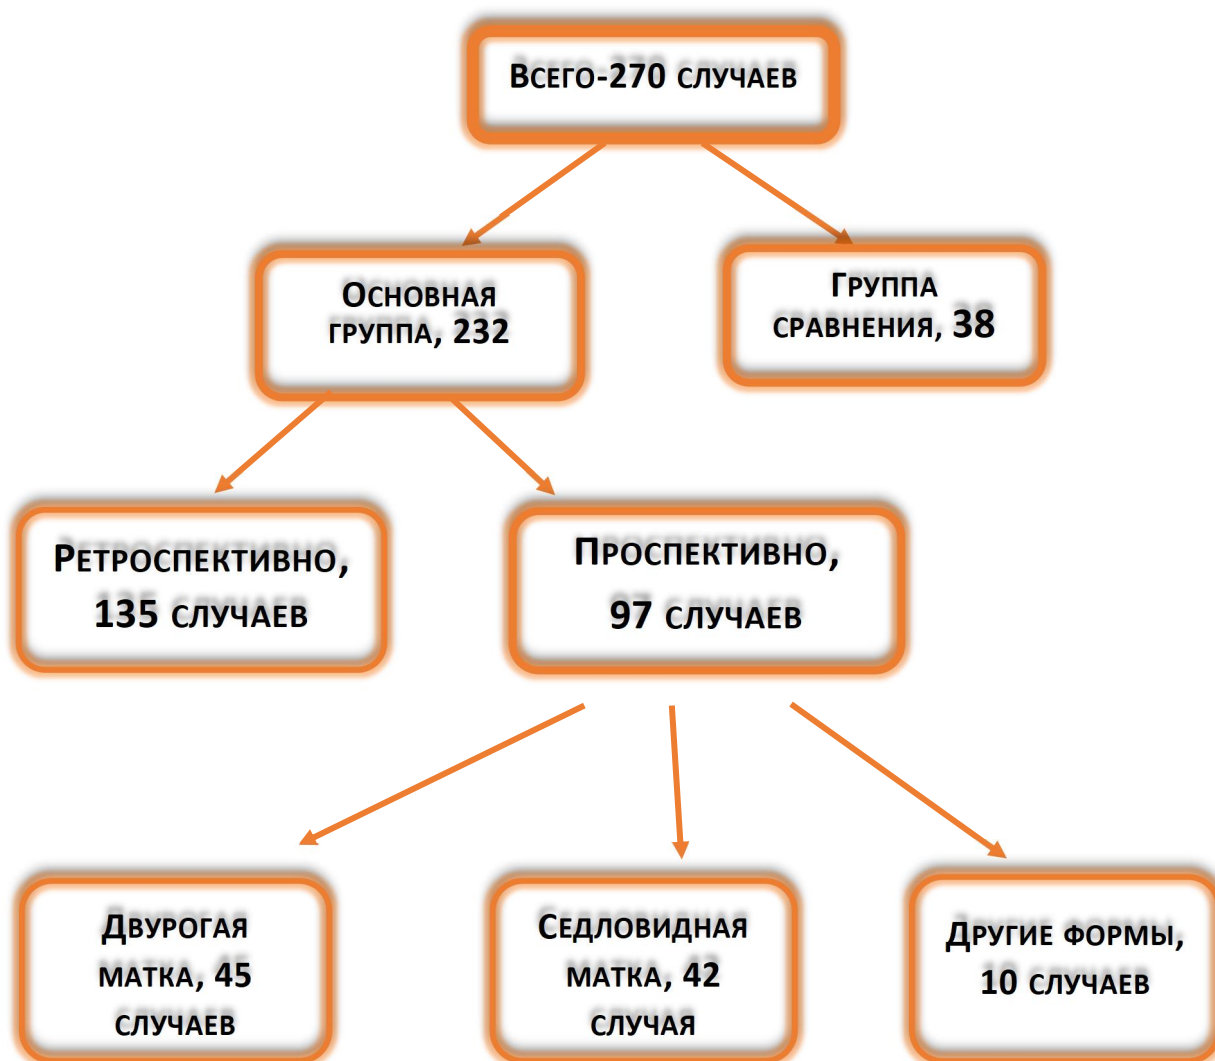 Всего-270 случаев
Основная
группа, 232
Группа
сравнения, 38
Ретроспективно,
135 случаев
Проспективно,
97 случаев
Двурогая
матка, 45
случаев
Седловидная
матка, 42
случая
Другие формы,
10 случаев